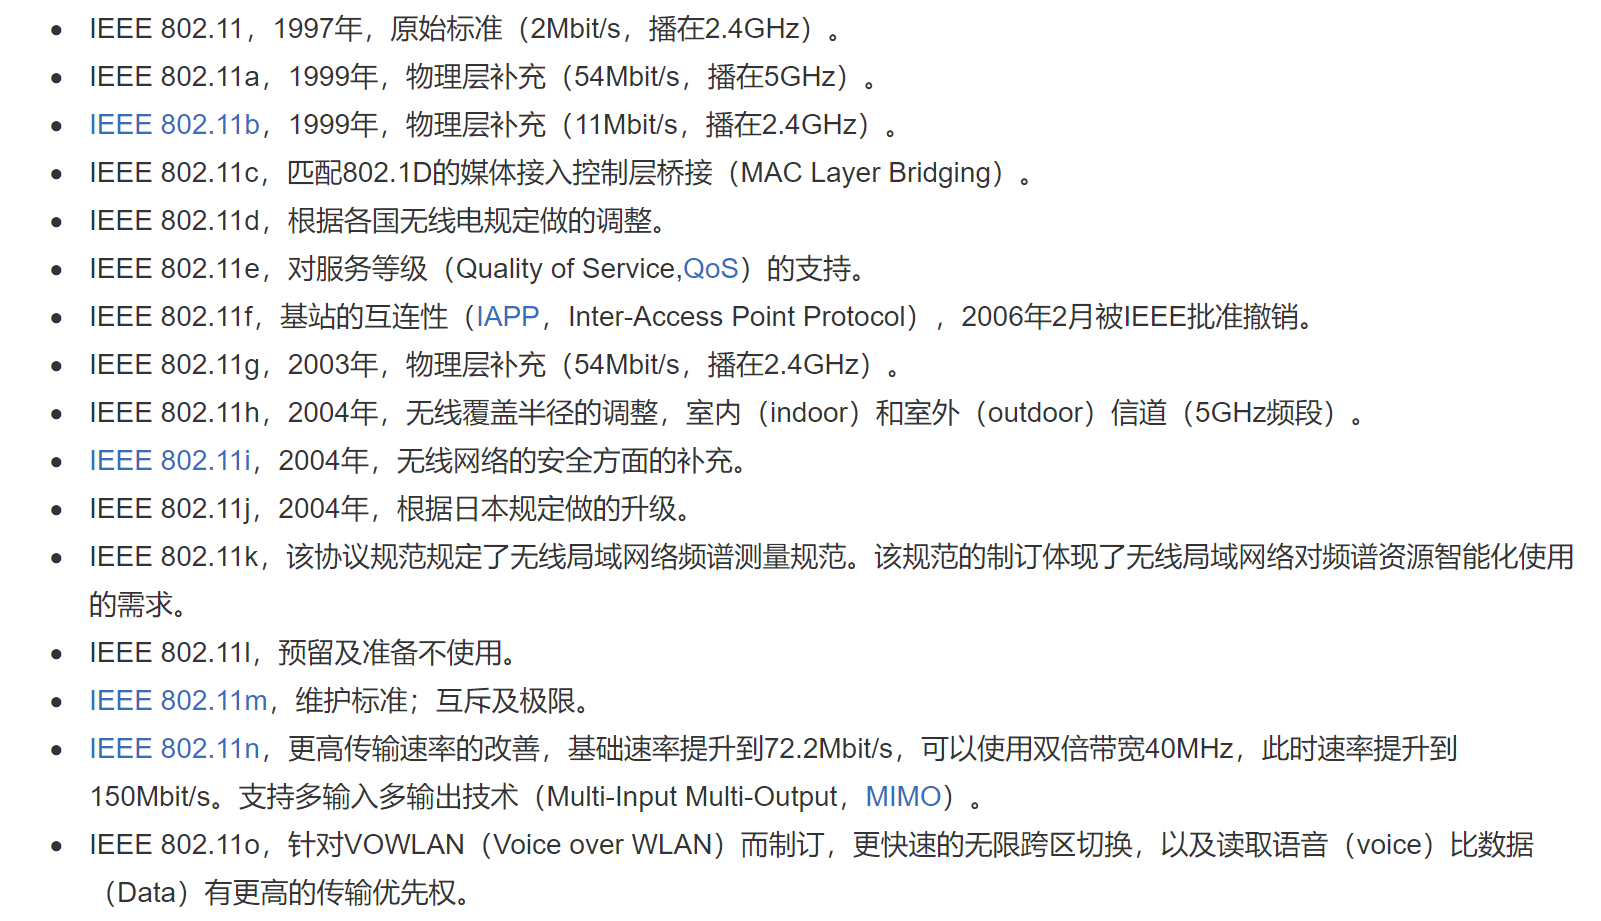 IEEE 802.11，1997年，原始标准（2Mbit/s，播在2.4GHz）。
IEEE 802.11a，1999年，物理层补充（54Mbit/s，播在5GHz）。
IEEE 802.11b，1999年，物理层补充（11Mbit/s，播在2.4GHz）。
IEEE 802.11c，匹配802.1D的媒体接入控制层桥接（MAC Layer Bridging）。
IEEE 802.11d，根据各国无线电规定做的调整。
IEEE 802.11e，对服务等级（Quality of Service,QoS）的支持。
IEEE 802.11f，基站的互连性（IAPP，Inter-Access Point Protocol），2006年2月被IEEE批准撤销。
IEEE 802.11g，2003年，物理层补充（54Mbit/s，播在2.4GHz）。
IEEE 802.11h，2004年，无线覆盖半径的调整，室内（indoor）和室外（outdoor）信道（5GHz频段）。
IEEE 802.11i，2004年，无线网络的安全方面的补充。
IEEE 802.11j，2004年，根据日本规定做的升级。
IEEE 802.11k，该协议规范规定了无线局域网络频谱测量规范。该规范的制订体现了无线局域网络对频谱资源智能化使用
的需求。
IEEE 802.11l，预留及准备不使用。
IEEE 802.11m，维护标准；互斥及极限。
IEEE 802.11n，更高传输速率的改善，基础速率提升到72.2Mbit/s，可以使用双倍带宽40MHz，此时速率提升到
150Mbit/s。支持多输入多输出技术（Multi-Input Multi-Output，MIMO）。
IEEE 802.11o，针对VOWLAN（Voice over WLAN）而制订，更快速的无限跨区切换，以及读取语音（voice）比数据
（Data）有更高的传输优先权。